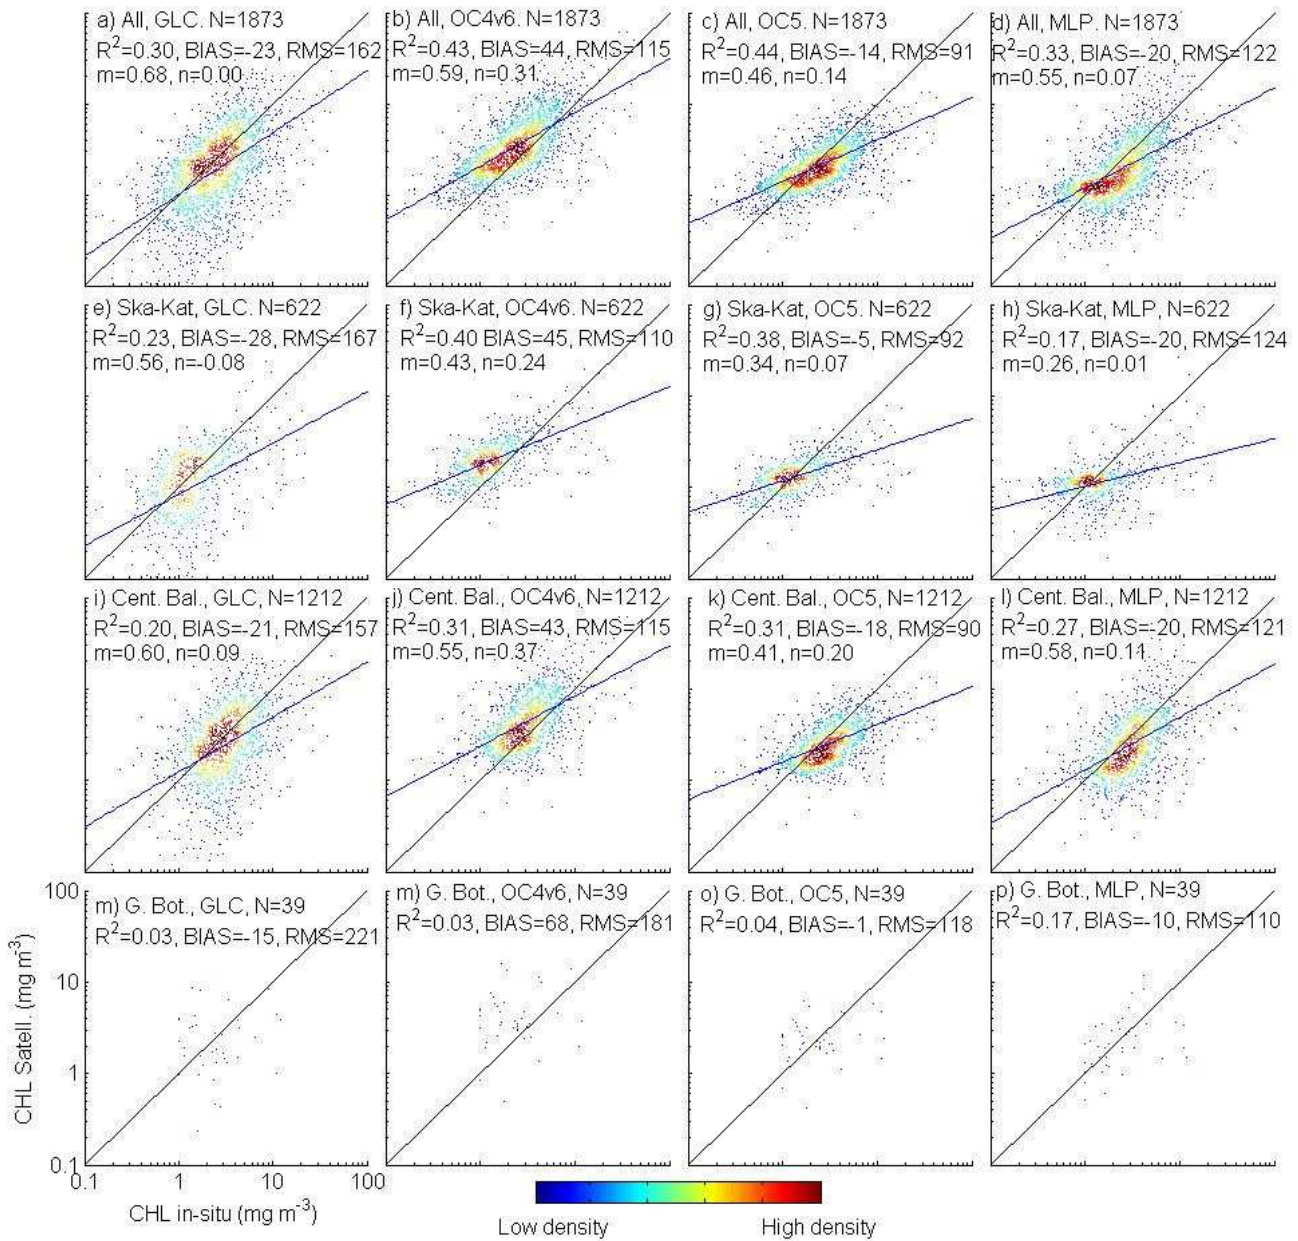 a) All, GLC. N=1873
R²=0.30, BIAS=-23, RMS=162
m=0.68, n=0.00
b) All, OC4v6. N=1873
R²=0.43, BIAS=44, RMS=115
m=0.59, n=0.31
c) All, OC5. N=1873
R²=0.44, BIAS=-14, RMS=91
m=0.46, n=0.14
d) All, MLP. N=1873
R²=0.33, BIAS=-20, RMS=122
m=0.55, n=0.07
e) Ska-Kat, GLC. N=622
R²=0.23, BIAS=-28, RMS=167
m=0.56, n=-0.08
f) Ska-Kat, OC4v6. N=622
R²=0.40 BIAS=45, RMS=110
m=0.43, n=0.24
g) Ska-Kat, OC5. N=622
R²=0.38, BIAS=-5, RMS=92
m=0.34, n=0.07
h) Ska-Kat, MLP, N=622
R²=0.17, BIAS=-20, RMS=124
m=0.26, n=0.01
i) Cent. Bal., GLC, N=1212
R²=0.20, BIAS=-21, RMS=157
m=0.60, n=0.09
j) Cent. Bal., OC4v6, N=1212
R²=0.31, BIAS=43, RMS=115
m=0.55, n=0.37
k) Cent. Bal., OC5, N=1212
R²=0.31, BIAS=-18, RMS=90
m=0.41, n=0.20
l) Cent. Bal., MLP, N=1212
R²=0.27, BIAS=-20, RMS=121
m=0.58, n=0.14
m) G. Bot., GLC, N=39
R²=0.03, BIAS=-15, RMS=221
m) G. Bot., OC4v6, N=39
R²=0.03, BIAS=68, RMS=181
o) G. Bot., OC5, N=39
R²=0.04, BIAS=-1, RMS=118
p) G. Bot., MLP, N=39
R²=0.17, BIAS=-10, RMS=110
100
10
1
0.1
CHL Satell. (mg m⁻³)
0.1 1 10 100
CHL in-situ (mg m⁻³)
Low density
High density